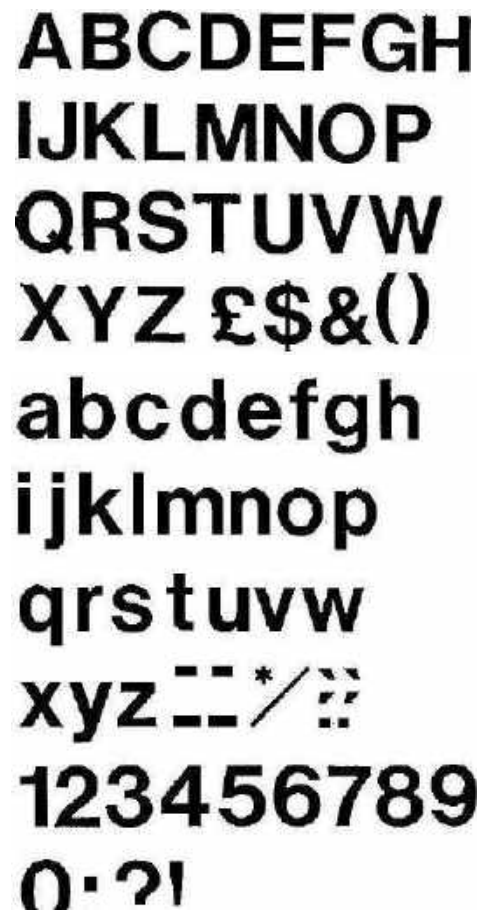 ABCDEFGH
IJKLMNOP
QRSTUVW
XYZ £$&()
abcdefgh
ijklmnop
qrstuvw
xyz */
123456789
0·?!